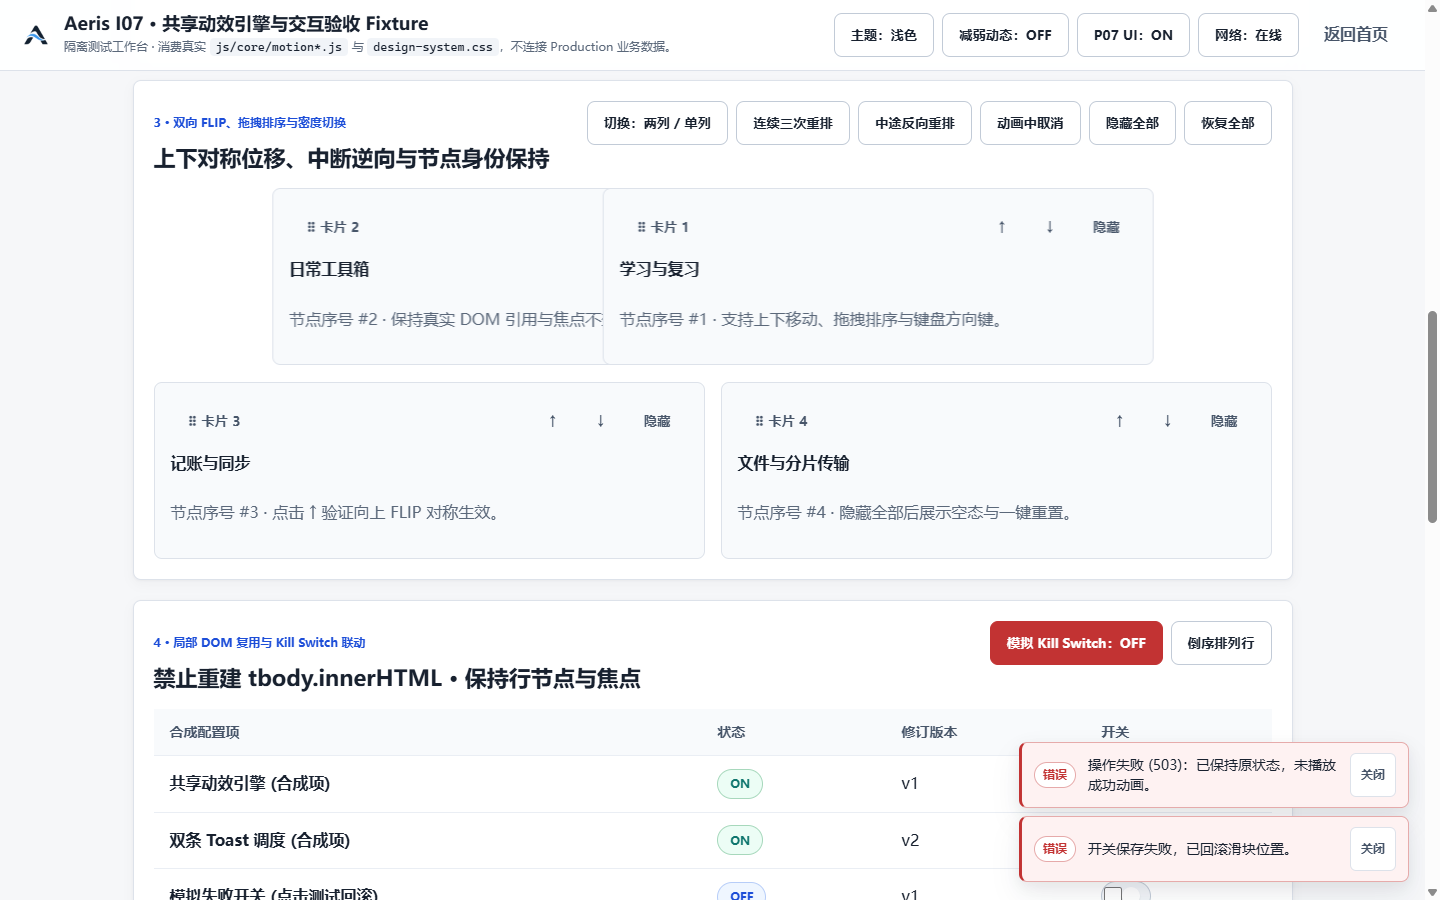 Aeris I07 • 共享动效引擎与交互验收 Fixture
隔离测试工作台 · 消费真实 js/core/motion*.js 与 design-system.css，不连接 Production 业务数据。
主题：浅色
减弱动态：OFF
P07 UI：ON
网络：在线
返回首页
3 • 双向 FLIP、拖拽排序与密度切换
上下对称位移、中断逆向与节点身份保持
切换：两列 / 单列
连续三次重排
中途反向重排
动画中取消
隐藏全部
恢复全部
⠿ 卡片 2
日常工具箱
节点序号 #2 · 保持真实 DOM 引用与焦点不
⠿ 卡片 1
↑ ↓ 隐藏
学习与复习
节点序号 #1 · 支持上下移动、拖拽排序与键盘方向键。
⠿ 卡片 3
↑ ↓ 隐藏
记账与同步
节点序号 #3 · 点击 ↑ 验证向上 FLIP 对称生效。
⠿ 卡片 4
↑ ↓ 隐藏
文件与分片传输
节点序号 #4 · 隐藏全部后展示空态与一键重置。
4 • 局部 DOM 复用与 Kill Switch 联动
禁止重建 tbody.innerHTML • 保持行节点与焦点
模拟 Kill Switch：OFF
倒序排列行
合成配置项 状态 修订版本 开关
共享动效引擎 (合成项) ON v1
双条 Toast 调度 (合成项) ON v2
模拟失败开关 (点击测试回滚) OFF v1
错误 操作失败 (503)：已保持原状态，未播放
成功动画。
关闭
错误 开关保存失败，已回滚滑块位置。 关闭